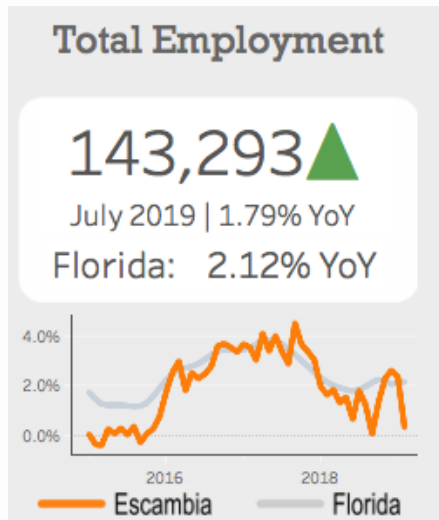 Total Employment
143,293
July 2019 | 1.79% YoY
Florida: 2.12% YoY
4.0%
2.0%
0.0%
2016 2018
Escambia Florida